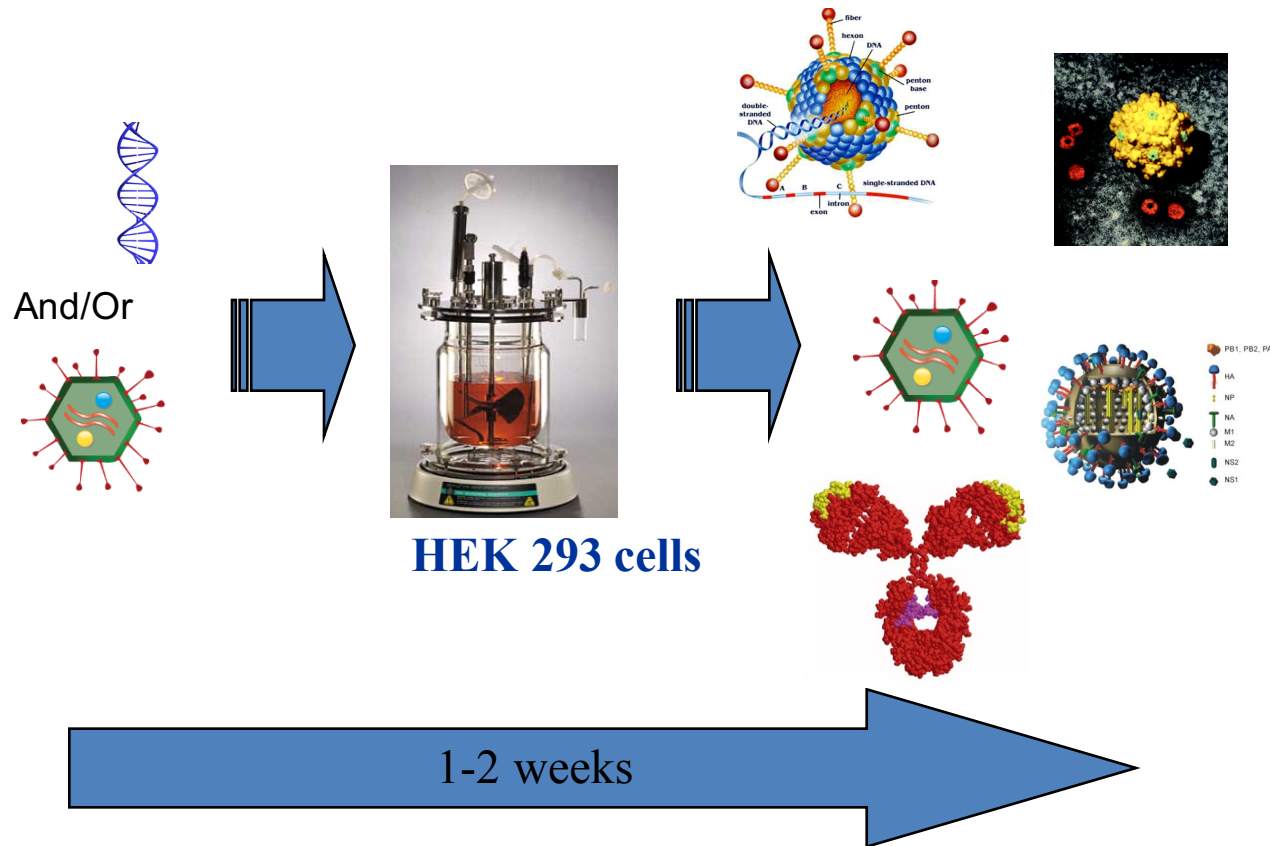 fiber
hexon
DNA
penton
base
penton
double-
stranded
DNA
single-stranded DNA
A B C
intron
exon
And/Or
PB1, PB2, PA
HA
NP
NA
M1
M2
NS2
NS1
HEK 293 cells
1-2 weeks